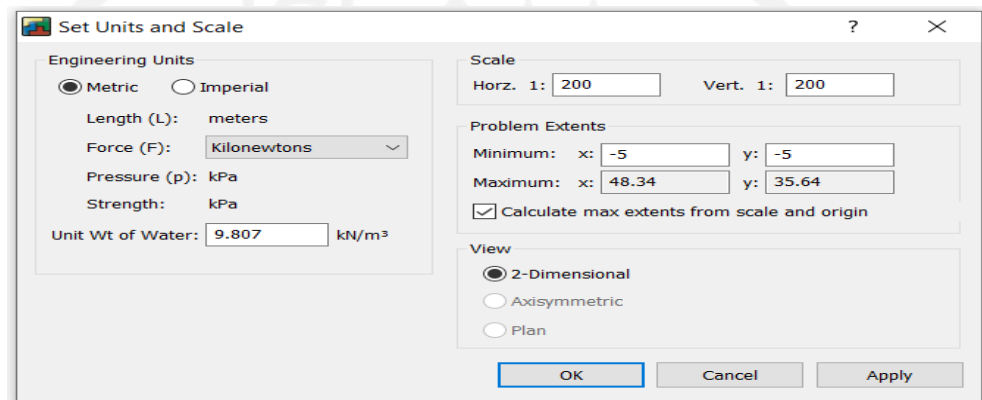 Set Units and Scale ?
Engineering Units
Metric Imperial
Length (L): meters
Force (F): Kilonewtons
Pressure (p): kPa
Strength: kPa
Unit Wt of Water: 9.807 kN/m³
Scale
Horz. 1: 200 Vert. 1: 200
Problem Extents
Minimum: x: -5 y: -5
Maximum: x: 48.34 y: 35.64
Calculate max extents from scale and origin
View
2-Dimensional
Axisymmetric
Plan
OK Cancel Apply